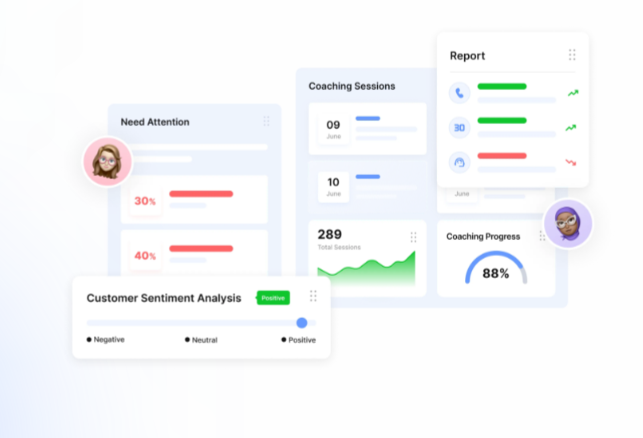 Report
Coaching Sessions
Need Attention
09
June
30
10
June
June
30%
289
Total Sessions
Coaching Progress
40%
88%
Customer Sentiment Analysis
Positive
Negative
Neutral
Positive